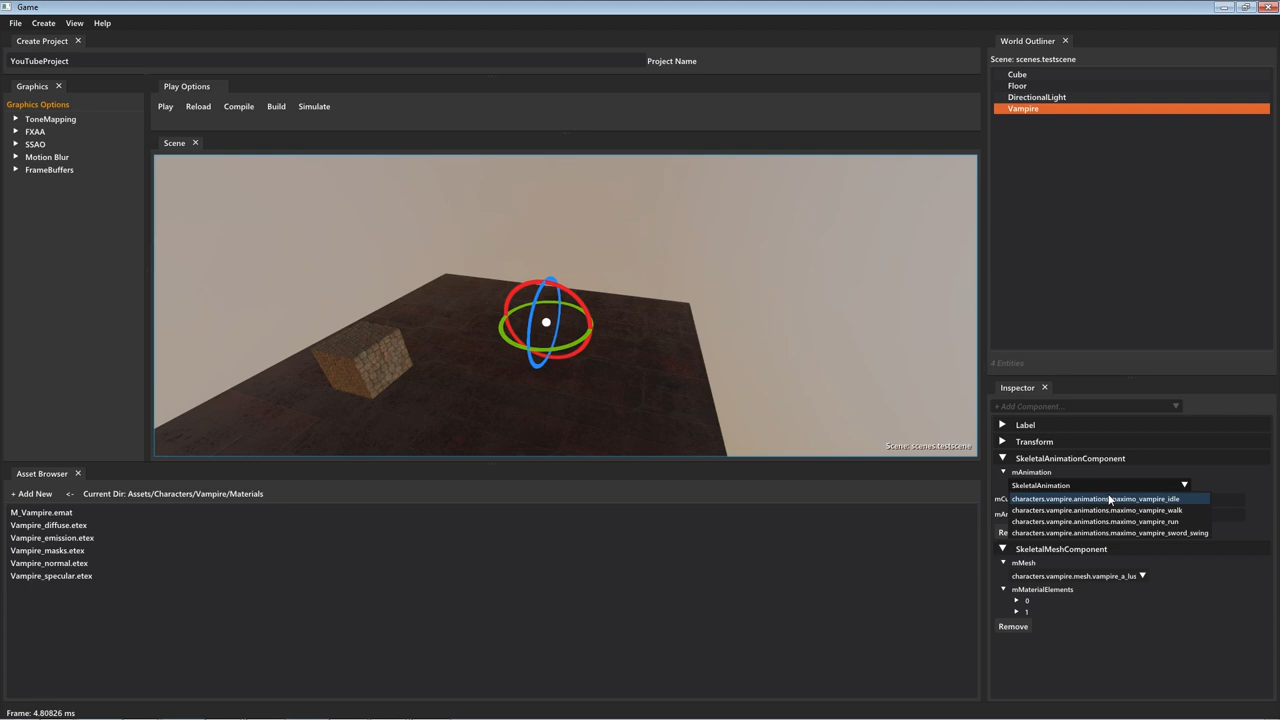 Game
File Create View Help
Create Project
YouTubeProject Project Name
Graphics
Graphics Options
ToneMapping
FXAA
SSAO
Motion Blur
FrameBuffers
Play Options
Play Reload Compile Build Simulate
Scene
Scene: scenes.testscene
Asset Browser
+ Add New <- Current Dir: Assets/Characters/Vampire/Materials
M_Vampire.emat
Vampire_diffuse.etex
Vampire_emission.etex
Vampire_masks.etex
Vampire_normal.etex
Vampire_specular.etex
Frame: 4.80826 ms
World Outliner
Scene: scenes.testscene
Cube
Floor
DirectionalLight
Vampire
4 Entities
Inspector
+ Add Component...
Label
Transform
SkeletalAnimationComponent
mAnimation
SkeletalAnimation
characters.vampire.animations.maximo_vampire_idle
characters.vampire.animations.maximo_vampire_walk
characters.vampire.animations.maximo_vampire_run
characters.vampire.animations.maximo_vampire_sword_swing
SkeletalMeshComponent
mMesh
characters.vampire.mesh.vampire_a_lus
mMaterialElements
0
1
Remove